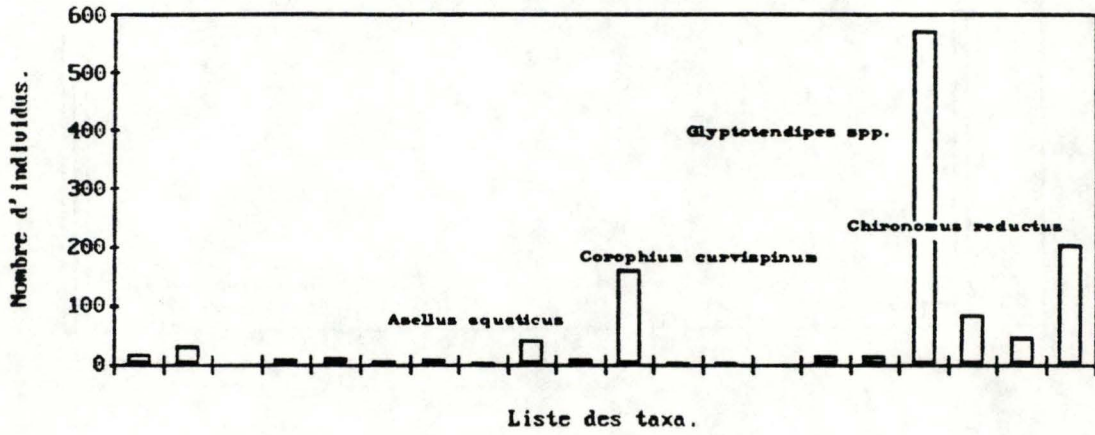 600
500
400
300
200
100
0
Nombre d'individus.
Glyptotendipes spp.
Chironomus reductus
Corophium curvispinum
Asellus aquaticus
Liste des taxa.